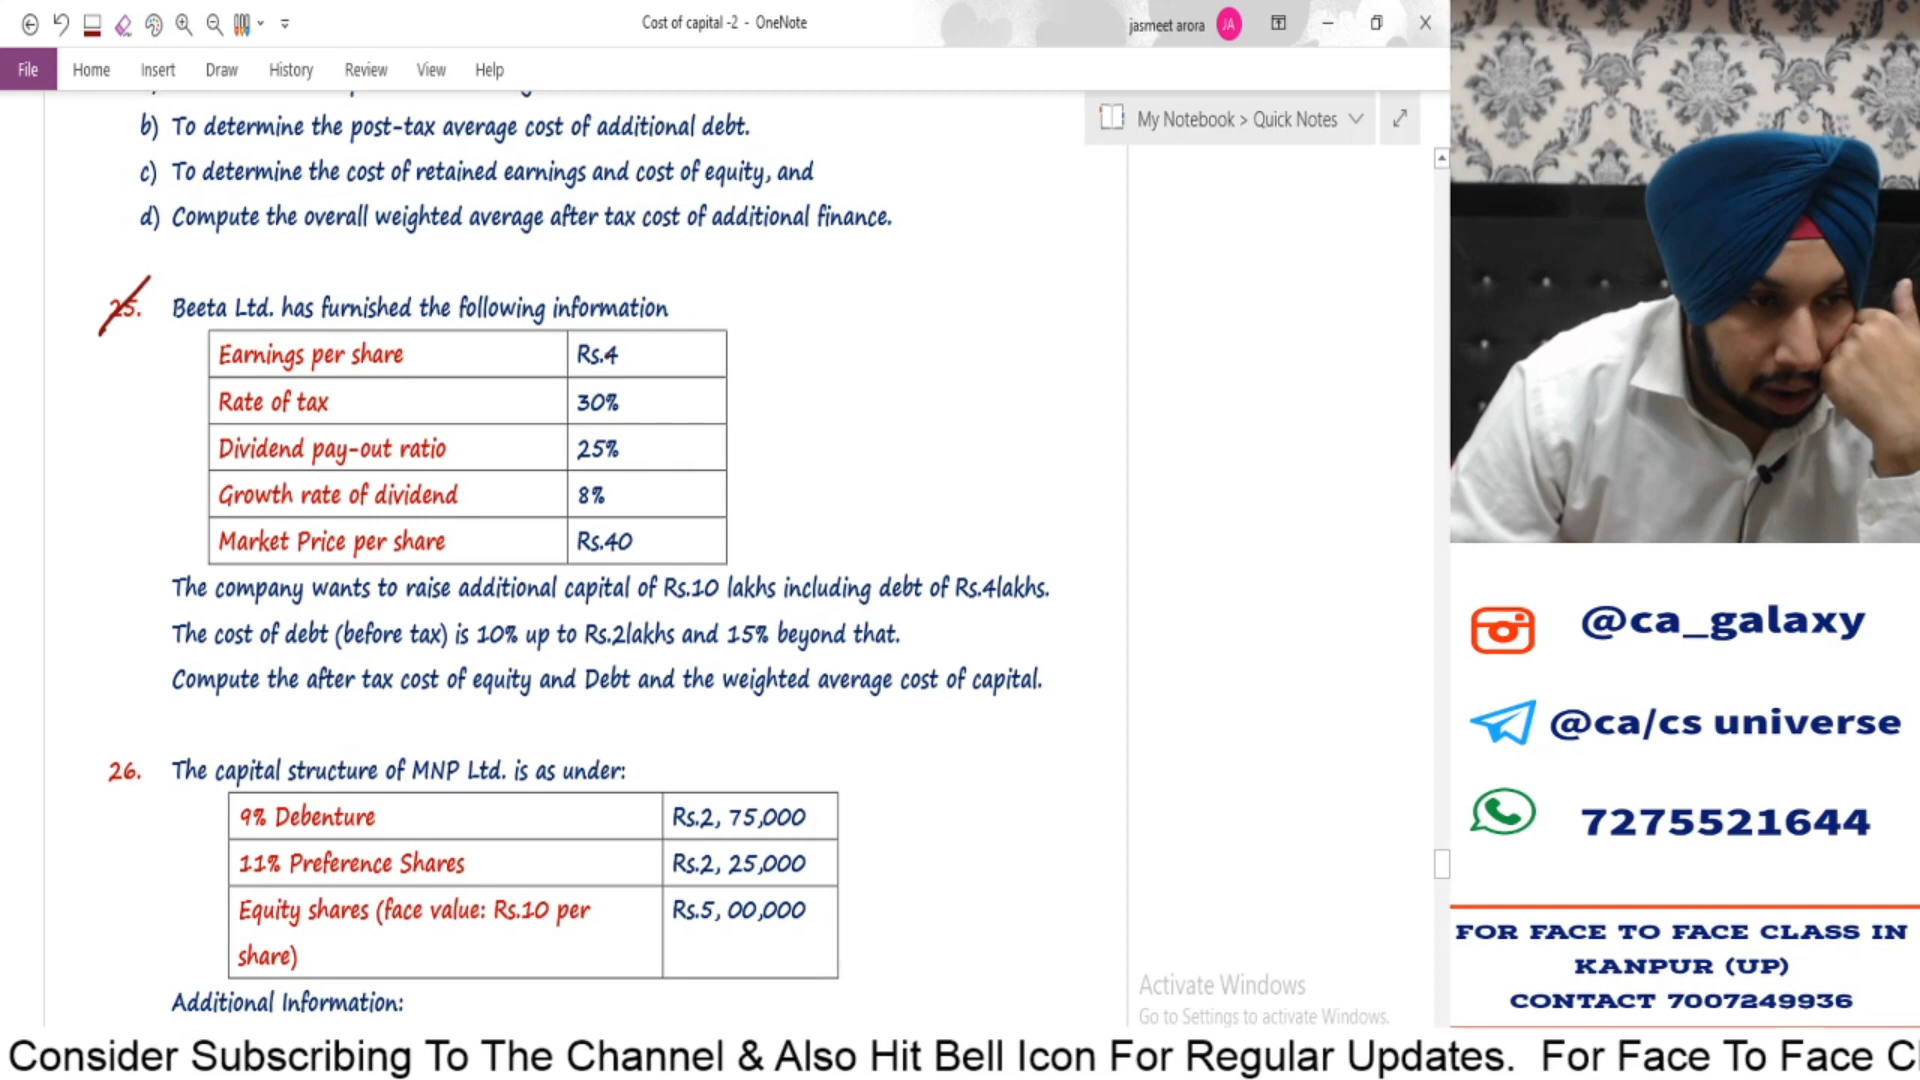 Cost of capital -2 - OneNote
jasmeet arora
JA
File Home Insert Draw History Review View Help
My Notebook > Quick Notes
b) To determine the post-tax average cost of additional debt.
c) To determine the cost of retained earnings and cost of equity, and
d) Compute the overall weighted average after tax cost of additional finance.
25. Beeta Ltd. has furnished the following information
Earnings per share Rs.4
Rate of tax 30%
Dividend pay-out ratio 25%
Growth rate of dividend 8%
Market Price per share Rs.40
The company wants to raise additional capital of Rs.10 lakhs including debt of Rs.4lakhs.
The cost of debt (before tax) is 10% up to Rs.2lakhs and 15% beyond that.
Compute the after tax cost of equity and Debt and the weighted average cost of capital.
26. The capital structure of MNP Ltd. is as under:
9% Debenture Rs.2, 75,000
11% Preference Shares Rs.2, 25,000
Equity shares (face value: Rs.10 per Rs.5, 00,000
share)
Additional Information:
Activate Windows
Go to Settings to activate Windows.
@ca_galaxy
@ca/cs universe
7275521644
FOR FACE TO FACE CLASS IN
KANPUR (UP)
CONTACT 7007249936
Consider Subscribing To The Channel & Also Hit Bell Icon For Regular Updates. For Face To Face